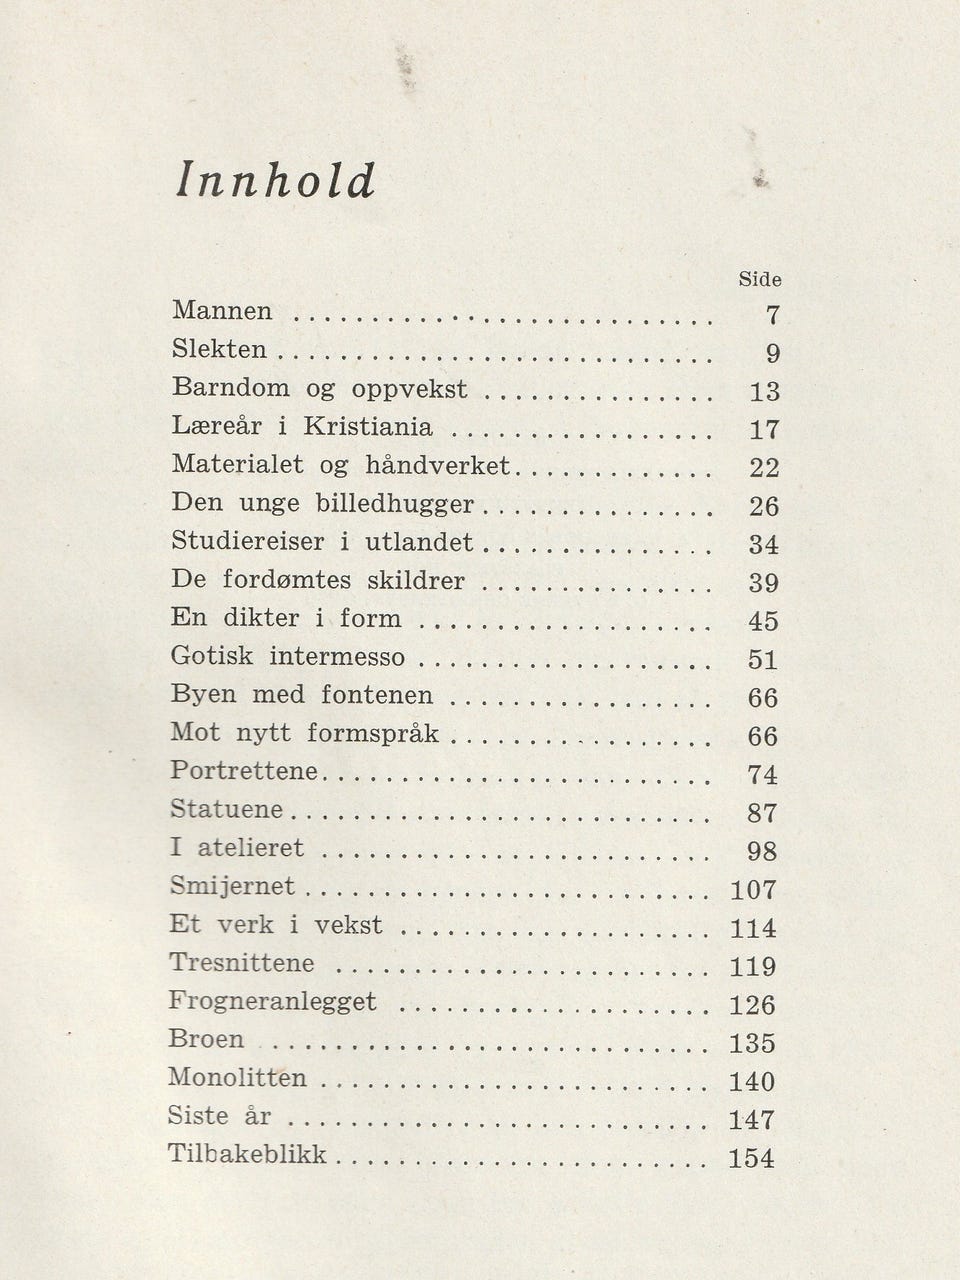 Innhold
Side
Mannen . . . . . . . . . . . . . . . . . . . . . . . . . . . 7
Slekten . . . . . . . . . . . . . . . . . . . . . . . . . . . . 9
Barndom og oppvekst . . . . . . . . . . . . . . . 13
Læreår i Kristiania . . . . . . . . . . . . . . . . . 17
Materialet og håndverket . . . . . . . . . . . . . 22
Den unge billedhugger . . . . . . . . . . . . . . . 26
Studiereiser i utlandet . . . . . . . . . . . . . . . 34
De fordømtes skildrer . . . . . . . . . . . . . . . 39
En dikter i form . . . . . . . . . . . . . . . . . . . 45
Gotisk intermesso . . . . . . . . . . . . . . . . . . . 51
Byen med fontenen . . . . . . . . . . . . . . . . . 66
Mot nytt formspråk . . . . . . . . . . . . . . . . . 66
Portrettene . . . . . . . . . . . . . . . . . . . . . . . . . 74
Statuene . . . . . . . . . . . . . . . . . . . . . . . . . . . 87
I atelieret . . . . . . . . . . . . . . . . . . . . . . . . . 98
Smijernet . . . . . . . . . . . . . . . . . . . . . . . . . . 107
Et verk i vekst . . . . . . . . . . . . . . . . . . . . 114
Tresnittene . . . . . . . . . . . . . . . . . . . . . . . . 119
Frogneranlegget . . . . . . . . . . . . . . . . . . . . 126
Broen . . . . . . . . . . . . . . . . . . . . . . . . . . . . 135
Monolitten . . . . . . . . . . . . . . . . . . . . . . . . . 140
Siste år . . . . . . . . . . . . . . . . . . . . . . . . . . . 147
Tilbakeblikk . . . . . . . . . . . . . . . . . . . . . . . . 154